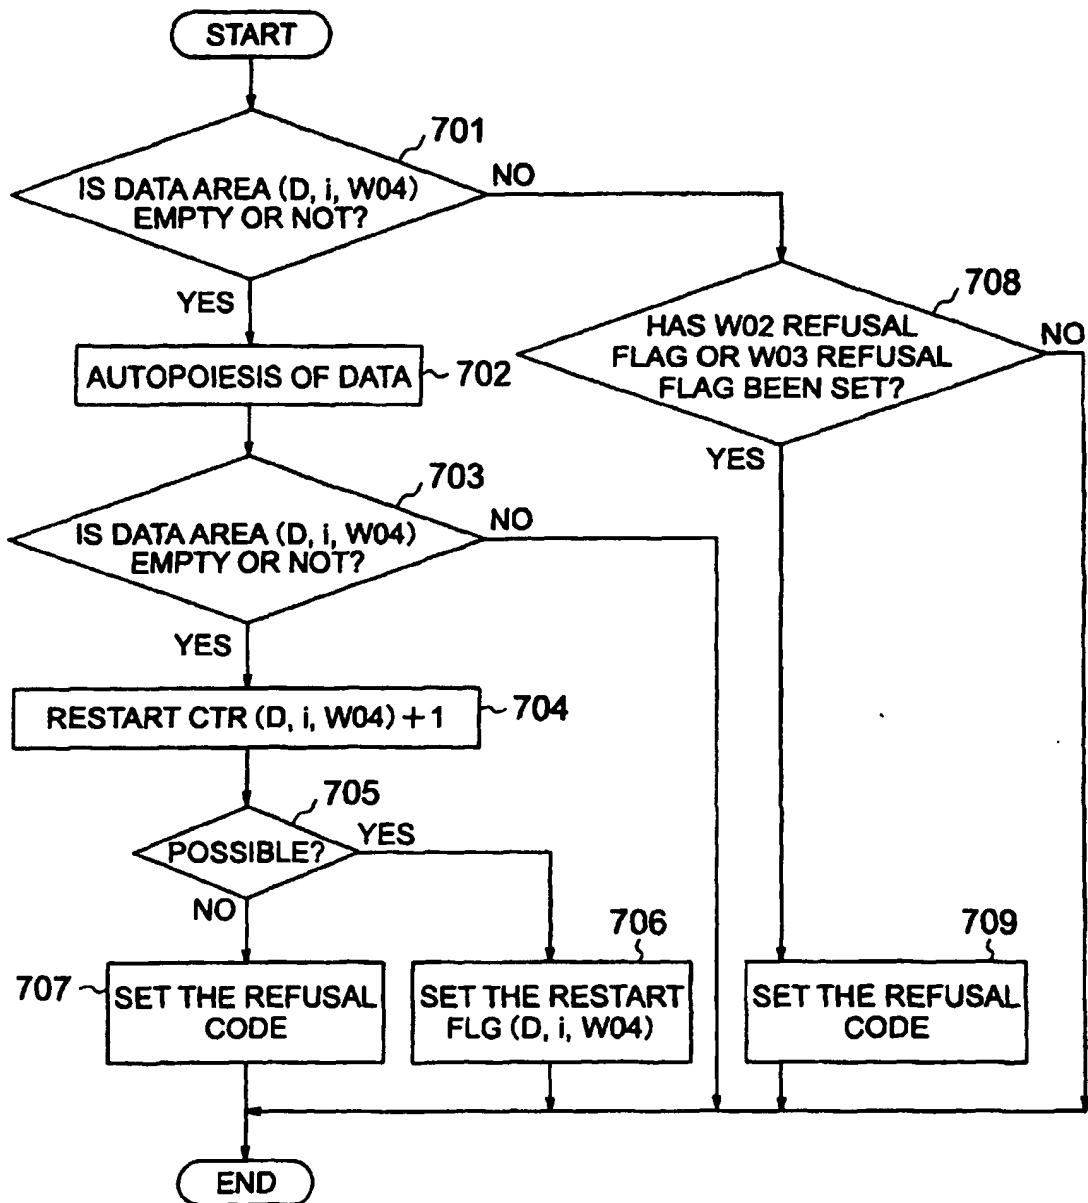 START
701
IS DATA AREA (D, i, W04)
EMPTY OR NOT?
NO
YES
708
HAS W02 REFUSAL
FLAG OR W03 REFUSAL
FLAG BEEN SET?
NO
YES
AUTOPOIESIS OF DATA
702
703
IS DATA AREA (D, i, W04)
EMPTY OR NOT?
NO
YES
RESTART CTR (D, i, W04) + 1
704
705
POSSIBLE?
YES
NO
707
SET THE REFUSAL
CODE
706
SET THE RESTART
FLG (D, i, W04)
709
SET THE REFUSAL
CODE
END